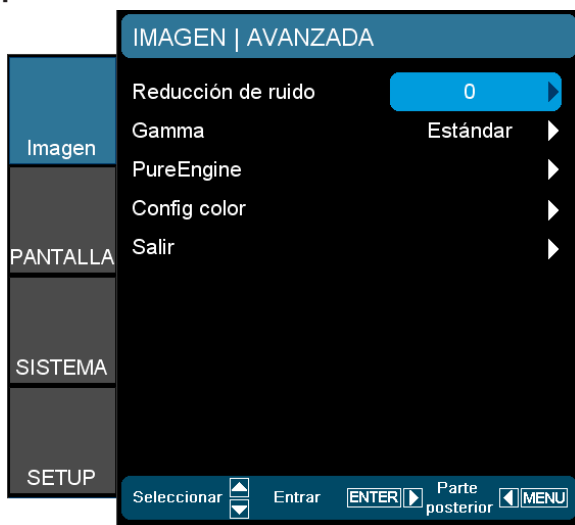 IMAGEN | AVANZADA
Imagen
PANTALLA
SISTEMA
SETUP
Reducción de ruido 0
Gamma Estándar
PureEngine
Config color
Salir
Seleccionar Entrar ENTER Parte posterior MENU